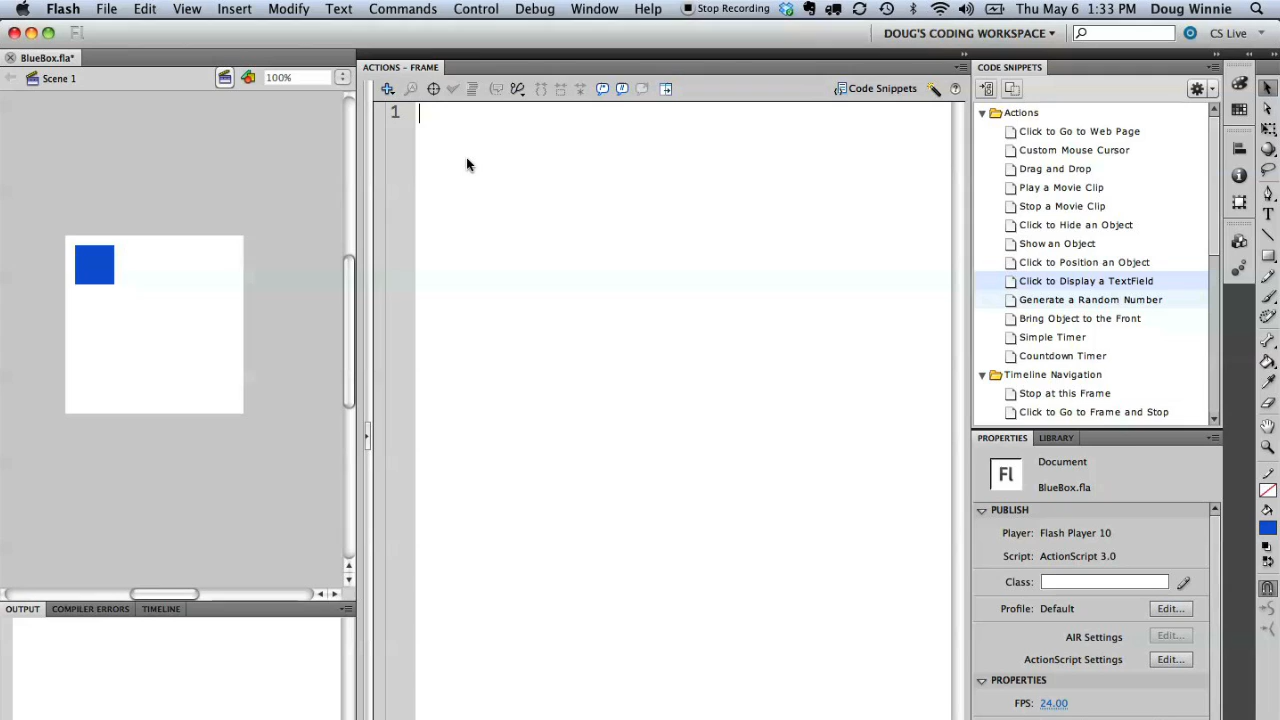 Flash File Edit View Insert Modify Text Commands Control Debug Window Help Stop Recording Thu May 6 1:33 PM Doug Winnie
Fl DOUG'S CODING WORKSPACE CS Live
BlueBox.fla*
Scene 1 100%
ACTIONS – FRAME
Code Snippets
1
CODE SNIPPETS
Actions
Click to Go to Web Page
Custom Mouse Cursor
Drag and Drop
Play a Movie Clip
Stop a Movie Clip
Click to Hide an Object
Show an Object
Click to Position an Object
Click to Display a TextField
Generate a Random Number
Bring Object to the Front
Simple Timer
Countdown Timer
Timeline Navigation
Stop at this Frame
Click to Go to Frame and Stop
PROPERTIES LIBRARY
Fl
Document
BlueBox.fla
PUBLISH
Player: Flash Player 10
Script: ActionScript 3.0
Class:
Profile: Default Edit...
AIR Settings Edit...
ActionScript Settings Edit...
PROPERTIES
FPS: 24.00
OUTPUT COMPILER ERRORS TIMELINE